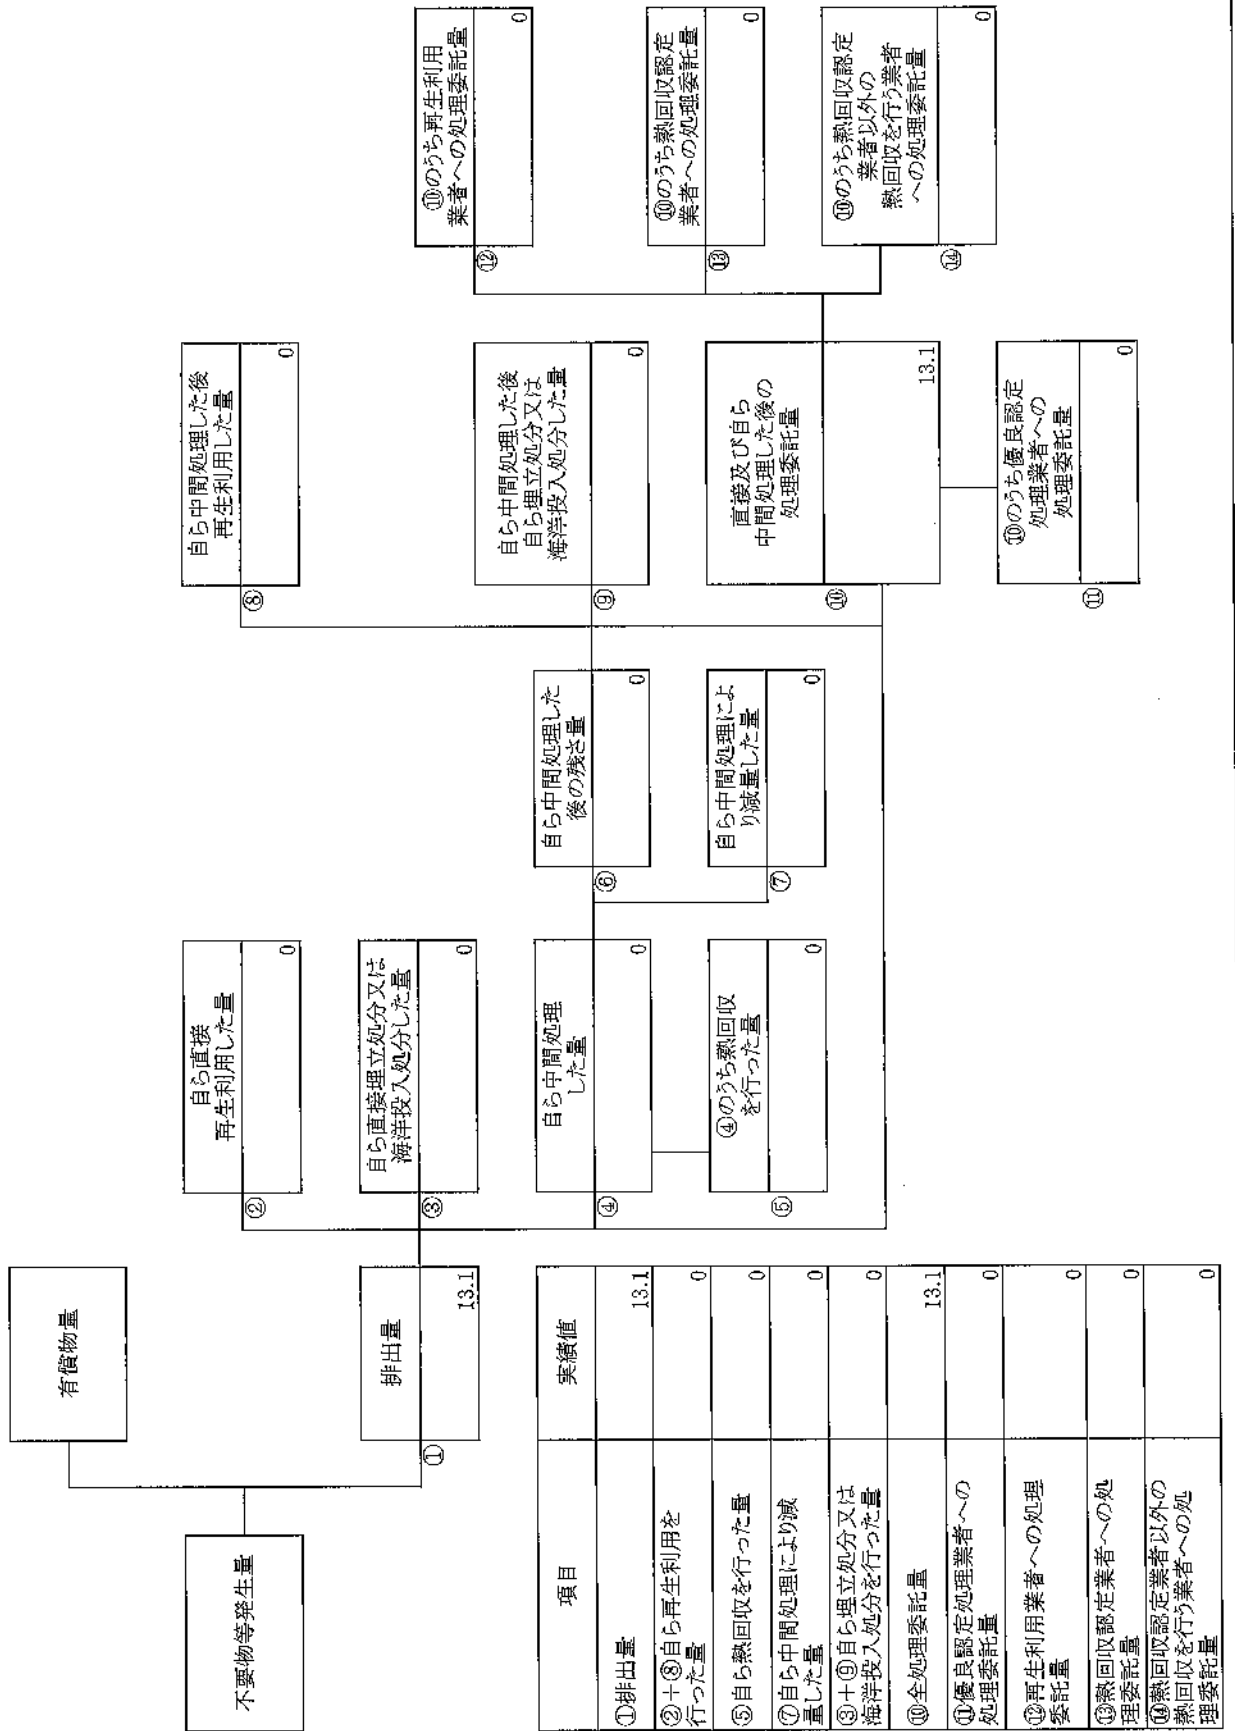 有償物量
不要物等発生量
①
排出量
13.1
②
自ら直接
再生利用した量
0
③
自ら直接埋立処分又は
海洋投入処分した量
0
④
自ら中間処理
した量
0
⑤
④のうち熱回収
を行った量
0
⑥
自ら中間処理した
後の残さ量
0
⑦
自ら中間処理によ
り減量した量
0
⑧
自ら中間処理した後
再生利用した量
0
⑨
自ら中間処理した後
自ら埋立処分又は
海洋投入処分した量
0
⑩
直接及び自ら
中間処理した後の
処理委託量
13.1
⑪
⑩のうち優良認定
処理業者への
処理委託量
0
⑫
⑩のうち再生利用
業者への処理委託量
0
⑬
⑩のうち熱回収認定
業者への処理委託量
0
⑭
⑩のうち熱回収認定
業者以外の
熱回収を行う業者
への処理委託量
0
項目 実績値
①排出量 13.1
②+⑧自ら再生利用を
行った量 0
⑤自ら熱回収を行った量 0
⑦自ら中間処理により減
量した量 0
③+⑨自ら埋立処分又は
海洋投入処分を行った量 0
⑩全処理委託量 13.1
⑪優良認定処理業者への
処理委託量 0
⑫再生利用業者への処理
委託量 0
⑬熱回収認定業者への処
理委託量 0
⑭熱回収認定業者以外の
熱回収を行う業者への処
理委託量 0